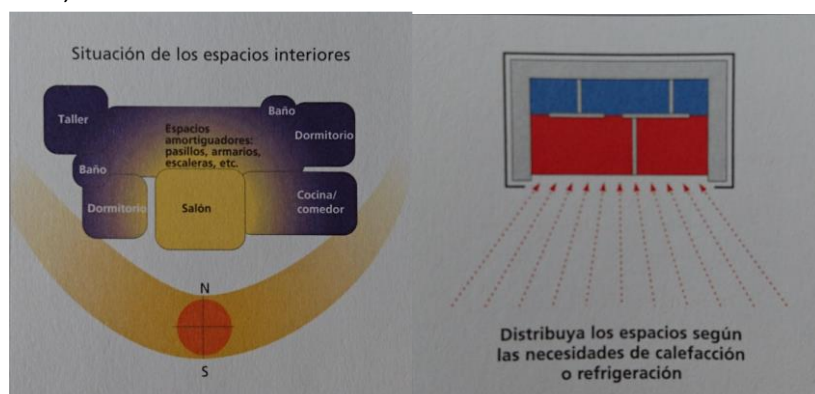 Situación de los espacios interiores
Taller
Baño
Dormitorio
Espacios
amortiguadores:
pasillos, armarios,
escaleras, etc.
Baño
Dormitorio
Salón
Cocina/
comedor
N
S
Distribuya los espacios según
las necesidades de calefacción
o refrigeración